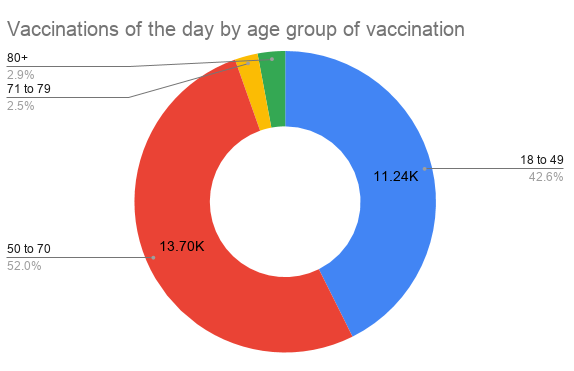 Vaccinations of the day by age group of vaccination
80+
2.9%
71 to 79
2.5%
18 to 49
42.6%
11.24K
13.70K
50 to 70
52.0%